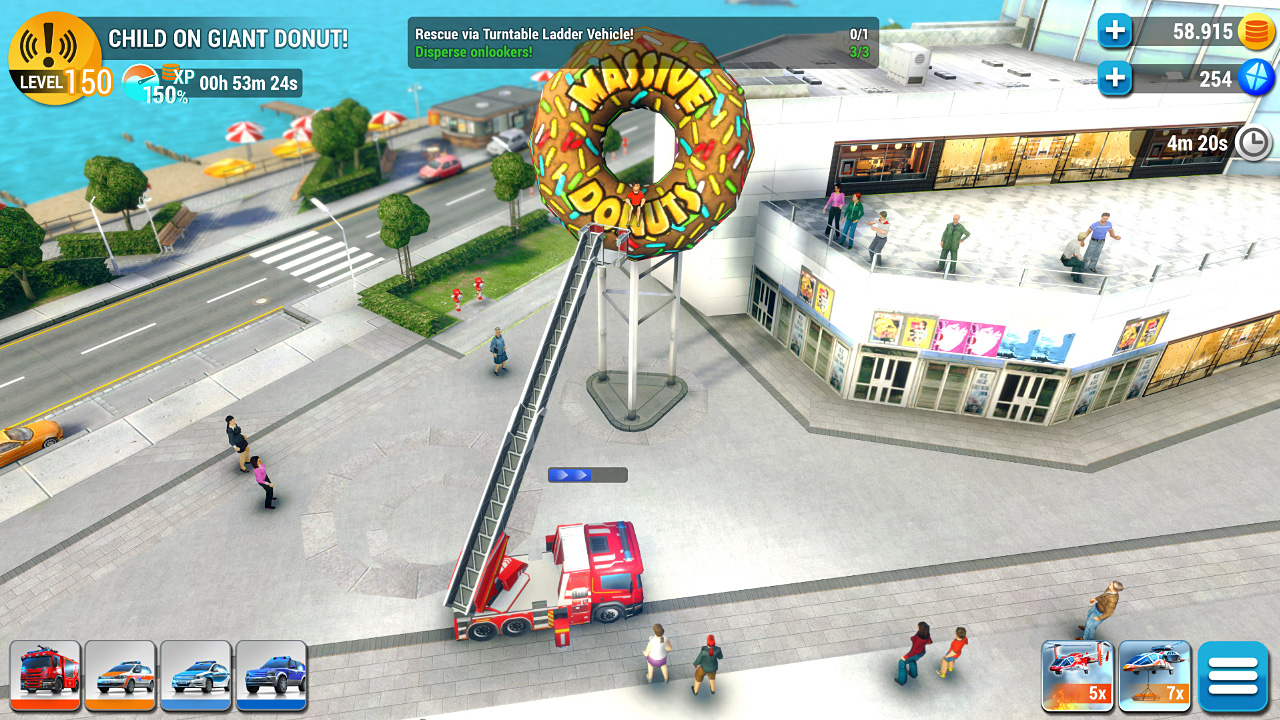 CHILD ON GIANT DONUT!
LEVEL 150
XP
150%
00h 53m 24s
Rescue via Turntable Ladder Vehicle! 0/1
Disperse onlookers! 3/3
58.915
254
4m 20s
MASSIVE
DONUTS
5x
7x